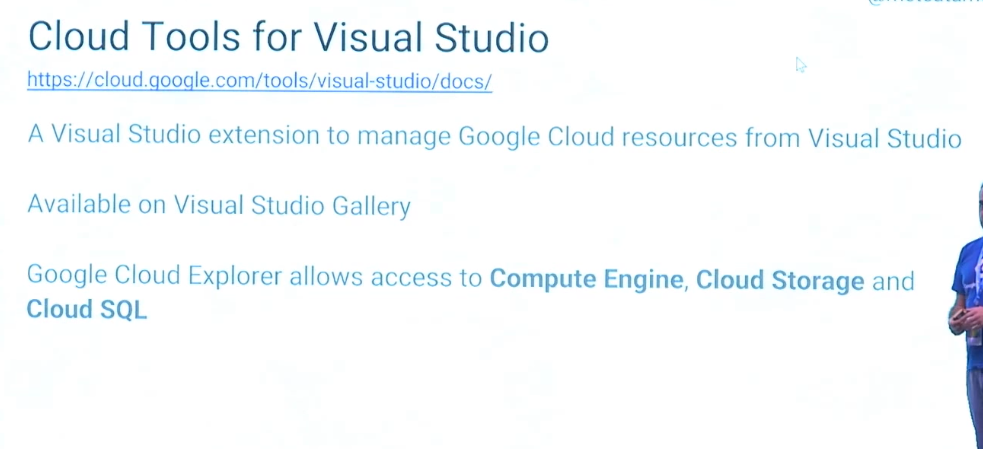 Cloud Tools for Visual Studio
https://cloud.google.com/tools/visual-studio/docs/
A Visual Studio extension to manage Google Cloud resources from Visual Studio
Available on Visual Studio Gallery
Google Cloud Explorer allows access to Compute Engine, Cloud Storage and
Cloud SQL